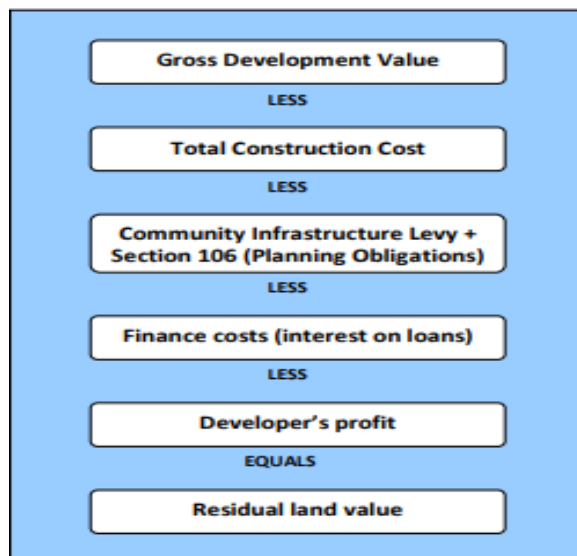 Gross Development Value
LESS
Total Construction Cost
LESS
Community Infrastructure Levy +
Section 106 (Planning Obligations)
LESS
Finance costs (interest on loans)
LESS
Developer's profit
EQUALS
Residual land value